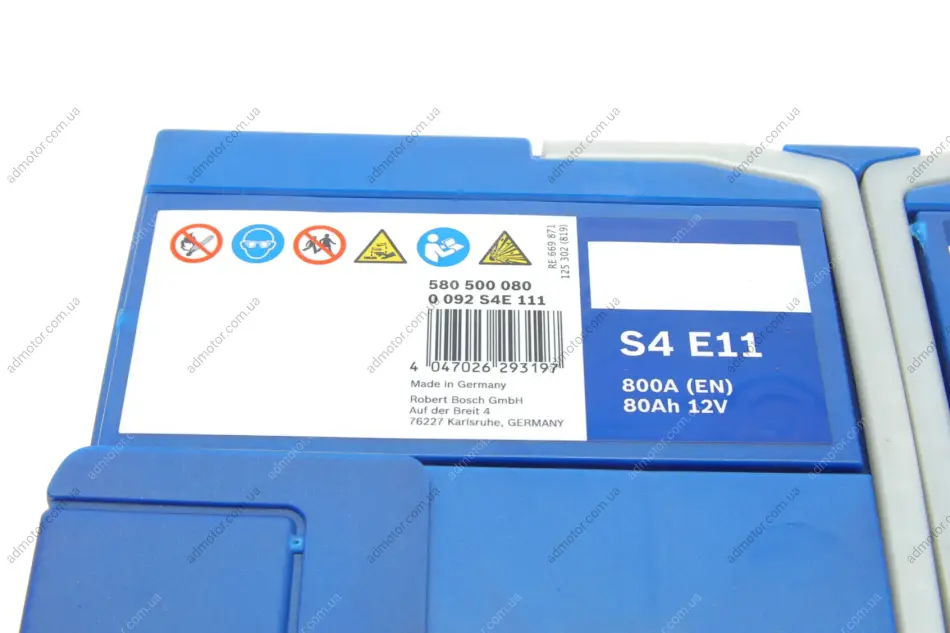 RE 669 871
125 302 (819)
580 500 080
0 092 S4E 111
4 047026 293197
Made in Germany
Robert Bosch GmbH
Auf der Breit 4
76227 Karlsruhe, GERMANY
S4 E11
800A (EN)
80Ah 12V
admotor.com.ua